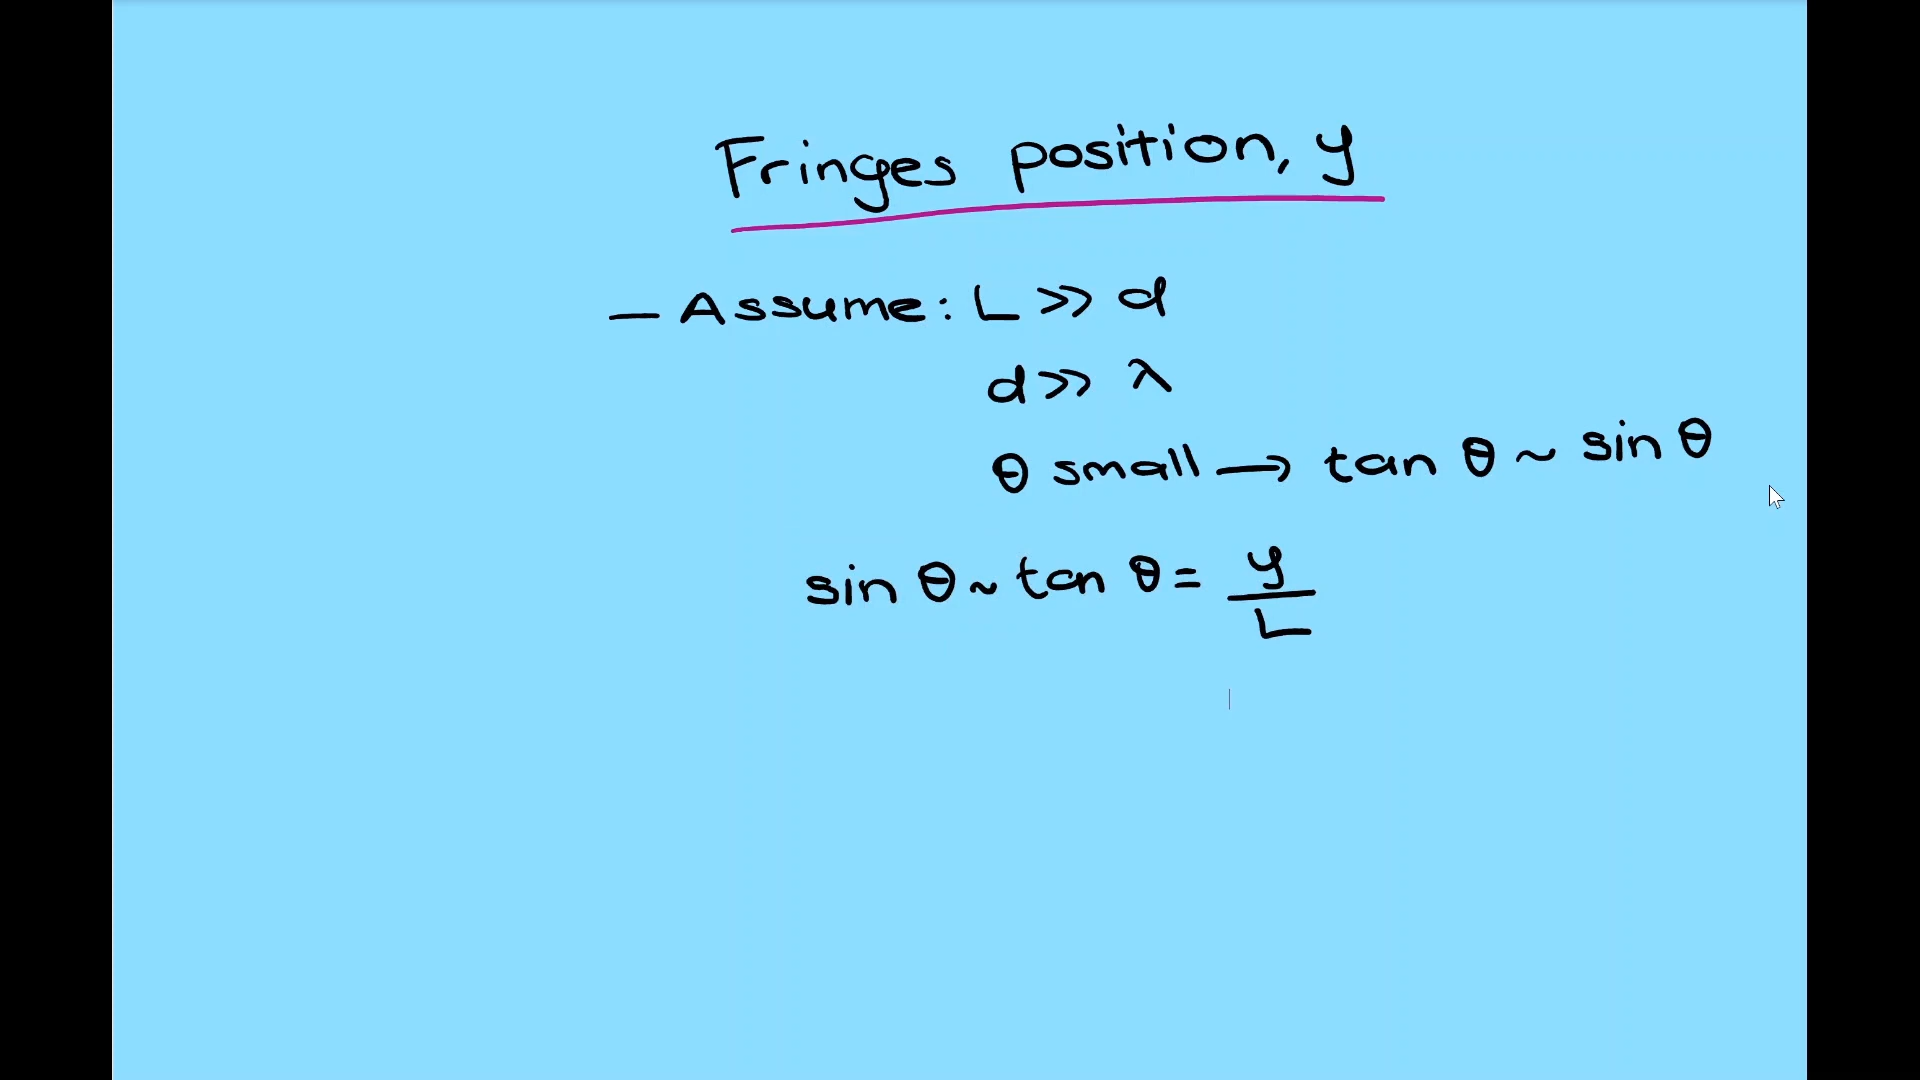 Fringes position, y
— Assume: L >> d
d >> λ
θ small → tan θ ~ sin θ
sin θ ~ tan θ = y/L